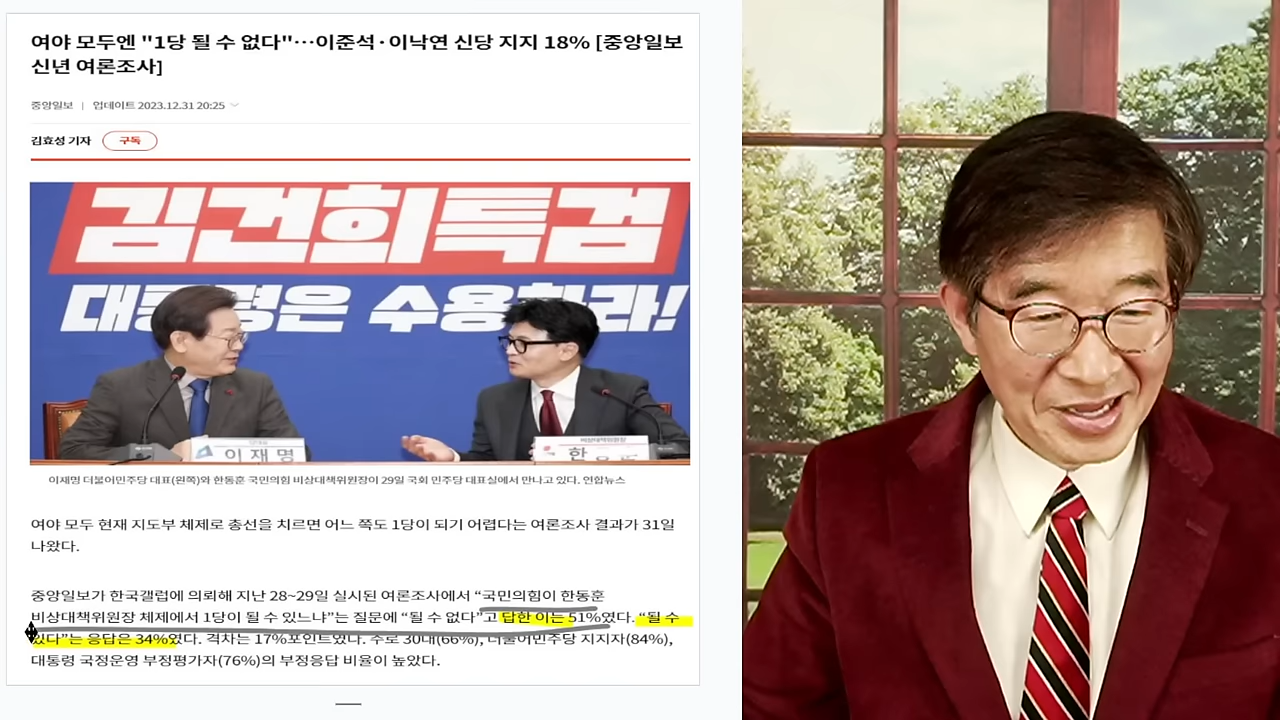 여야 모두엔 "1당 될 수 없다"…이준석·이낙연 신당 지지 18% [중앙일보
신년 여론조사]
중앙일보 | 업데이트 2023.12.31 20:25
김효성 기자 구독
김건희특검
대통령은 수용하라!
이재명
비상대책위원장
한동훈
이재명 더불어민주당 대표(왼쪽)와 한동훈 국민의힘 비상대책위원장이 29일 국회 민주당 대표실에서 만나고 있다. 연합뉴스
여야 모두 현재 지도부 체제로 총선을 치르면 어느 쪽도 1당이 되기 어렵다는 여론조사 결과가 31일
나왔다.
중앙일보가 한국갤럽에 의뢰해 지난 28~29일 실시된 여론조사에서 “국민의힘이 한동훈
비상대책위원장 체제에서 1당이 될 수 있느냐”는 질문에 “될 수 없다”고 답한 이는 51%였다. “될 수
있다”는 응답은 34%였다. 격차는 17%포인트였다. 주로 30대(66%), 더불어민주당 지지자(84%),
대통령 국정운영 부정평가자(76%)의 부정응답 비율이 높았다.